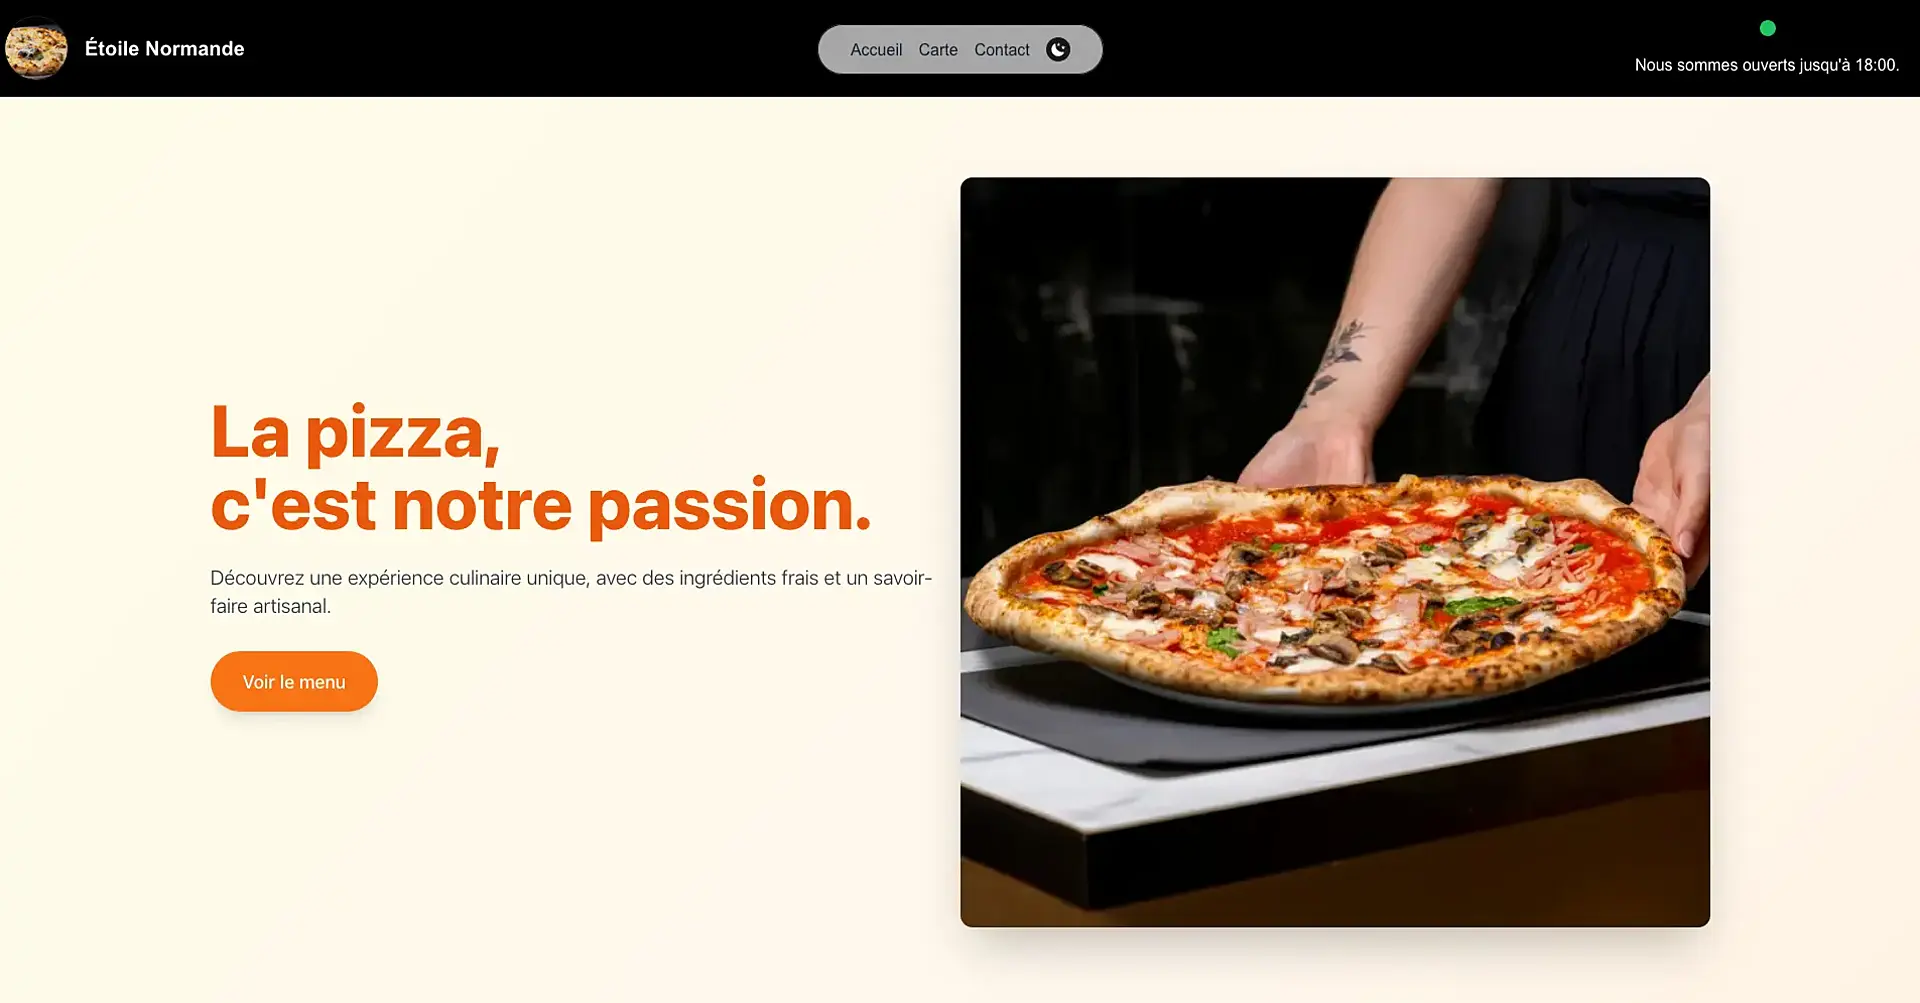 Étoile Normande
Accueil Carte Contact
Nous sommes ouverts jusqu'à 18:00.
La pizza,
c'est notre passion.
Découvrez une expérience culinaire unique, avec des ingrédients frais et un savoir-
faire artisanal.
Voir le menu